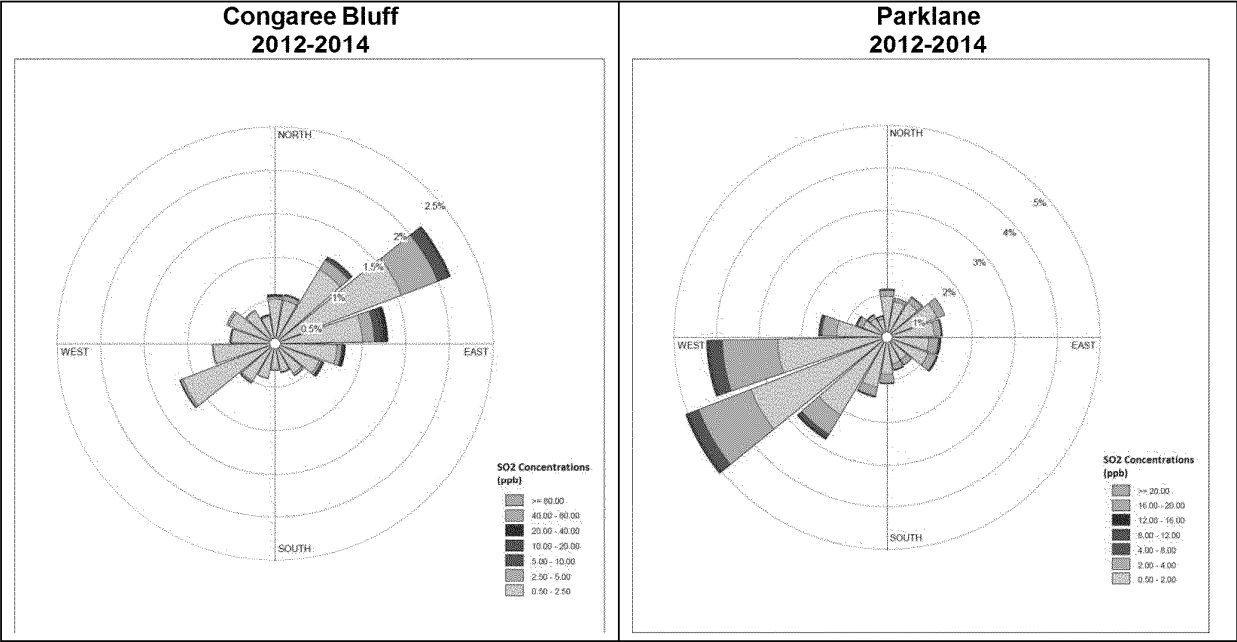 Congaree Bluff
2012-2014
NORTH
2.5%
2%
1.5%
1%
0.5%
WEST
EAST
SOUTH
SO2 Concentrations
(ppb)
>= 60.00
40.00 - 60.00
20.00 - 40.00
10.00 - 20.00
5.00 - 10.00
2.50 - 5.00
0.50 - 2.50
Parklane
2012-2014
NORTH
5%
4%
3%
2%
1%
WEST
EAST
SOUTH
SO2 Concentrations
(ppb)
>= 20.00
16.00 - 20.00
12.00 - 16.00
8.00 - 12.00
4.00 - 8.00
2.00 - 4.00
0.50 - 2.00